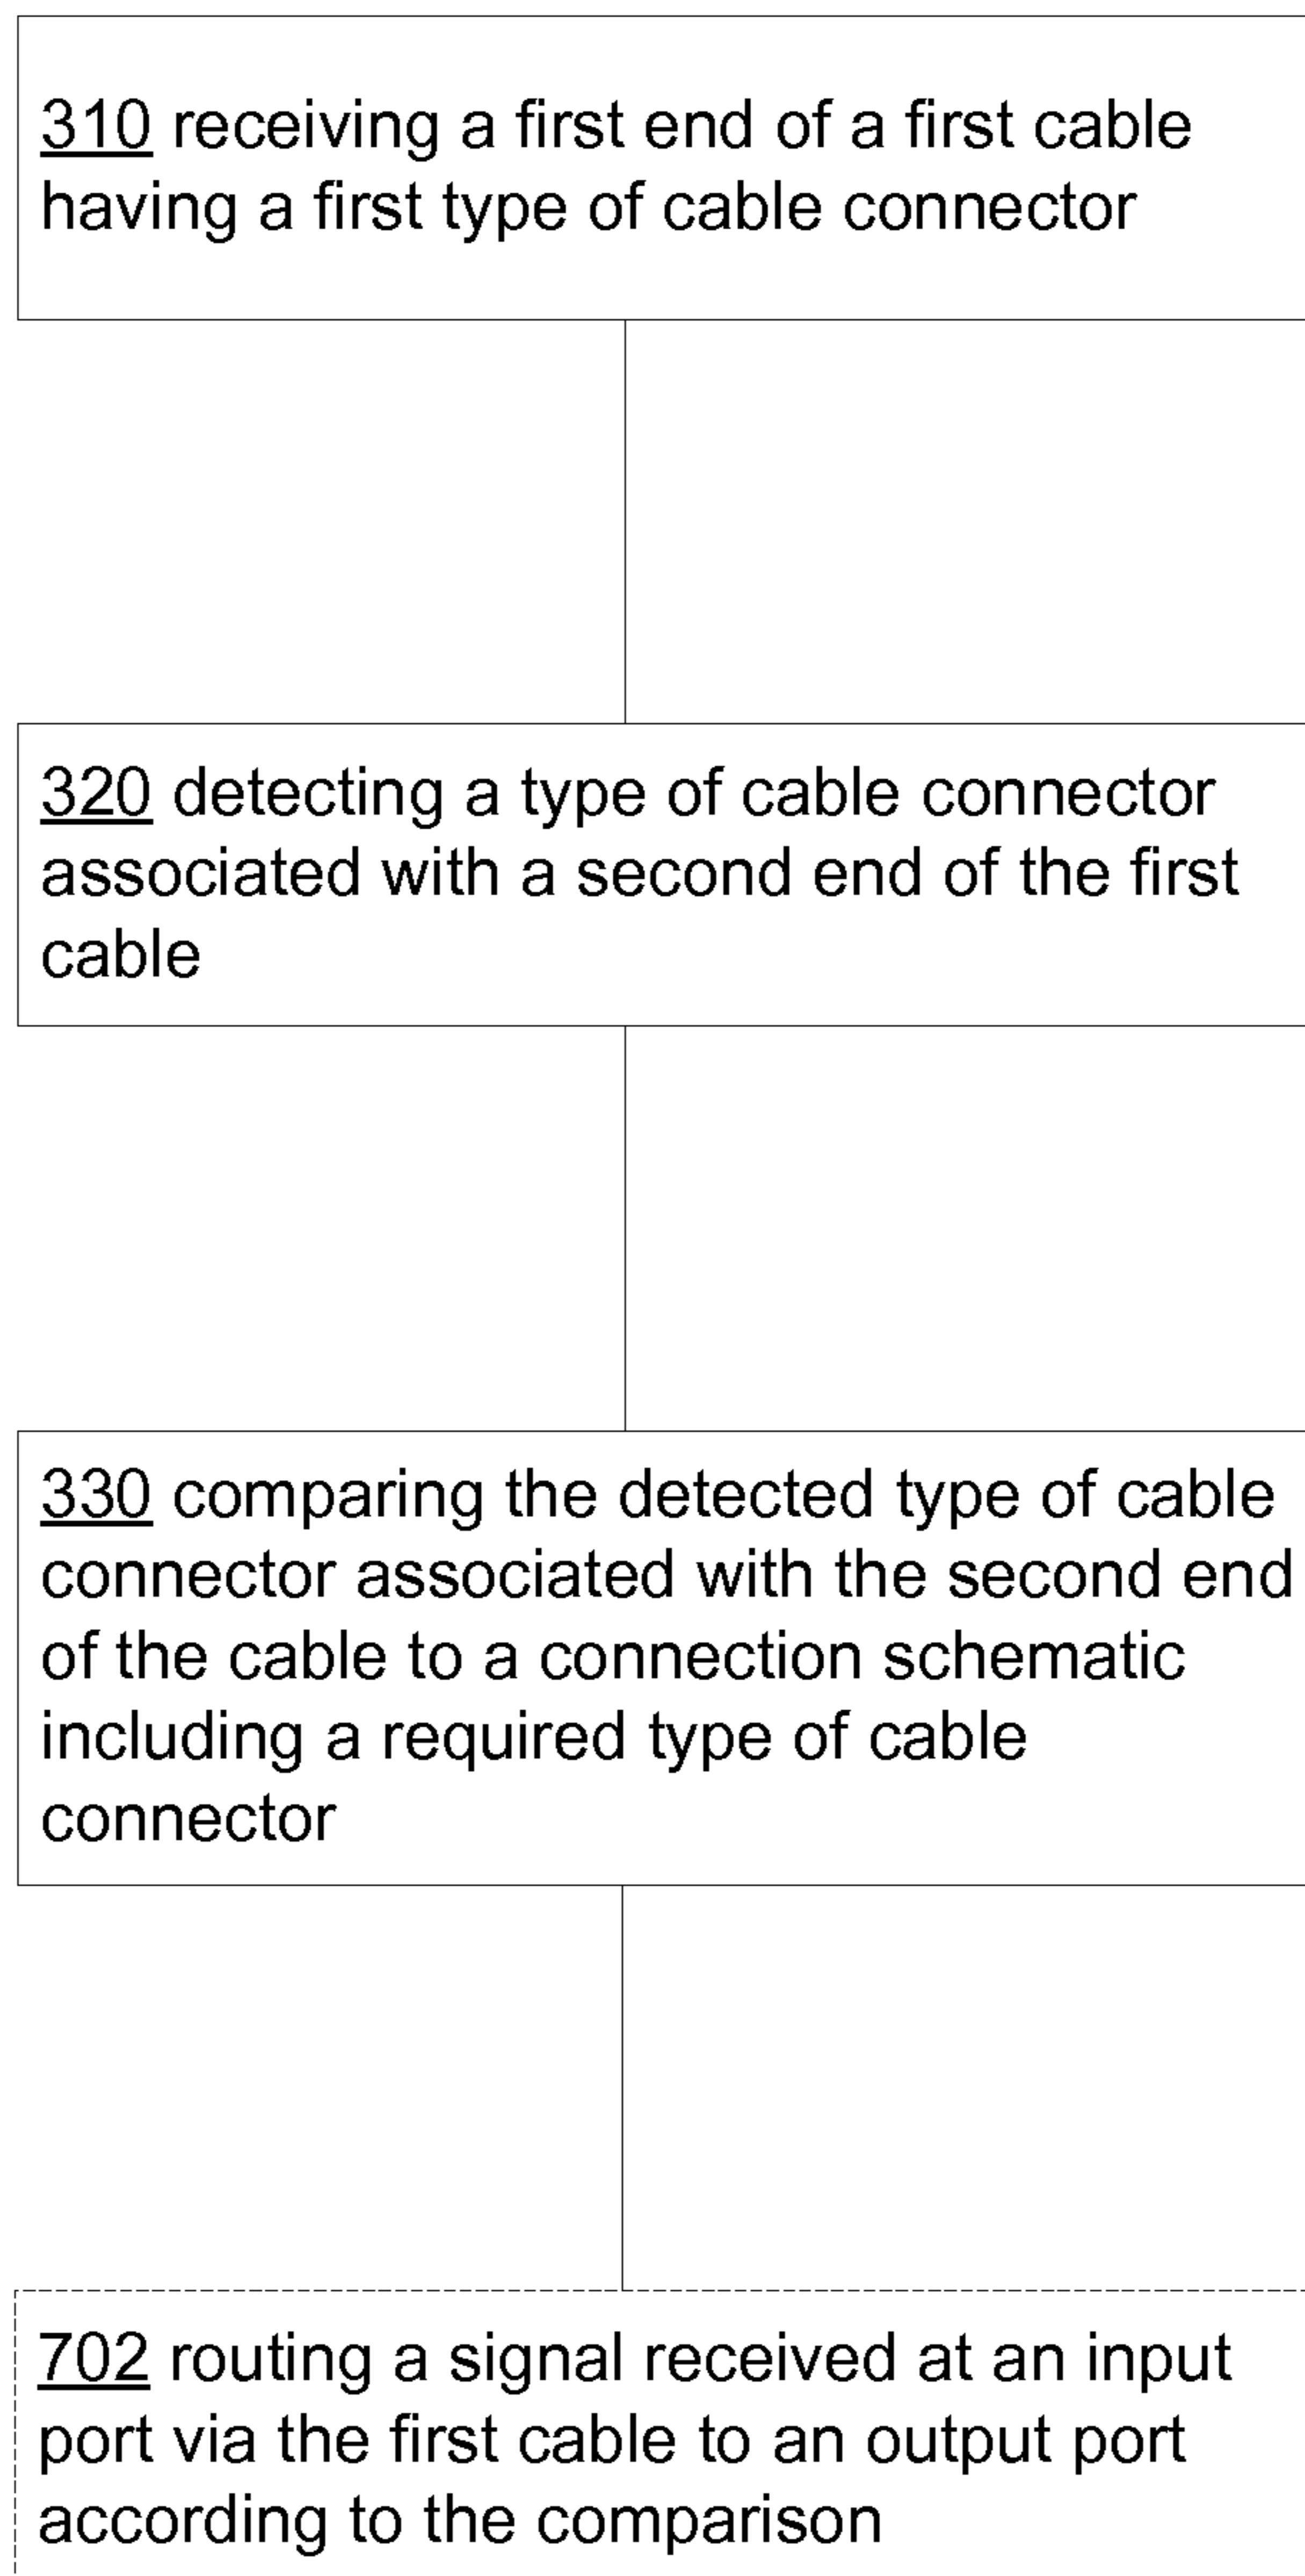 310 receiving a first end of a first cable
having a first type of cable connector
320 detecting a type of cable connector
associated with a second end of the first
cable
330 comparing the detected type of cable
connector associated with the second end
of the cable to a connection schematic
including a required type of cable
connector
702 routing a signal received at an input
port via the first cable to an output port
according to the comparison